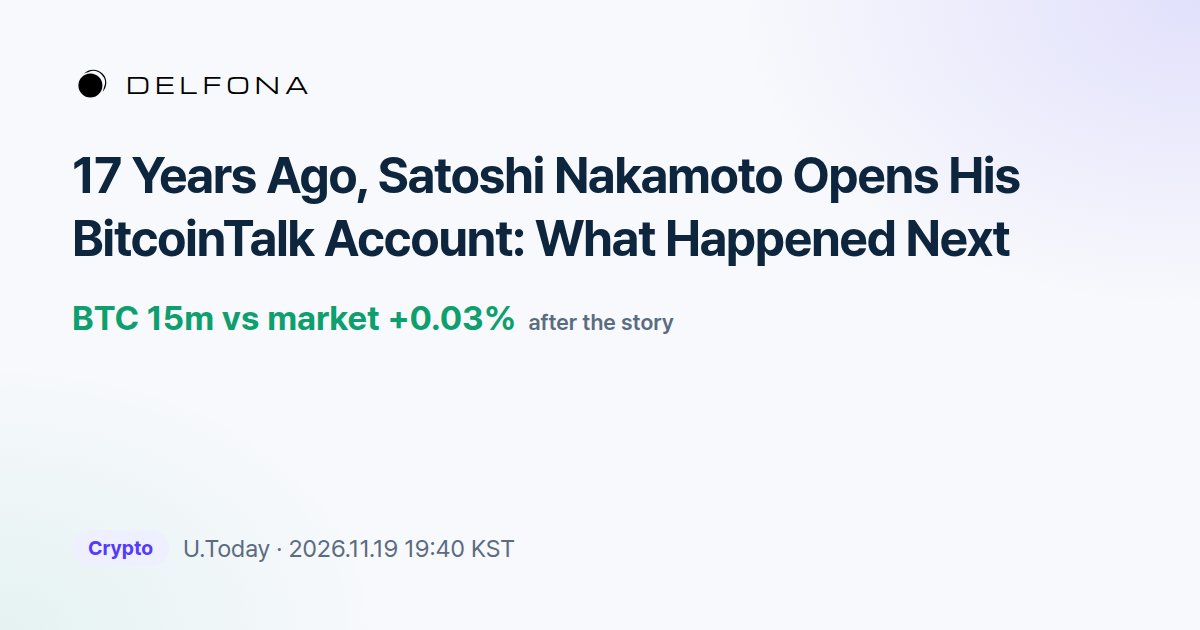 DELFONA
17 Years Ago, Satoshi Nakamoto Opens His
BitcoinTalk Account: What Happened Next
BTC 15m vs market +0.03% after the story
Crypto U.Today · 2026.11.19 19:40 KST